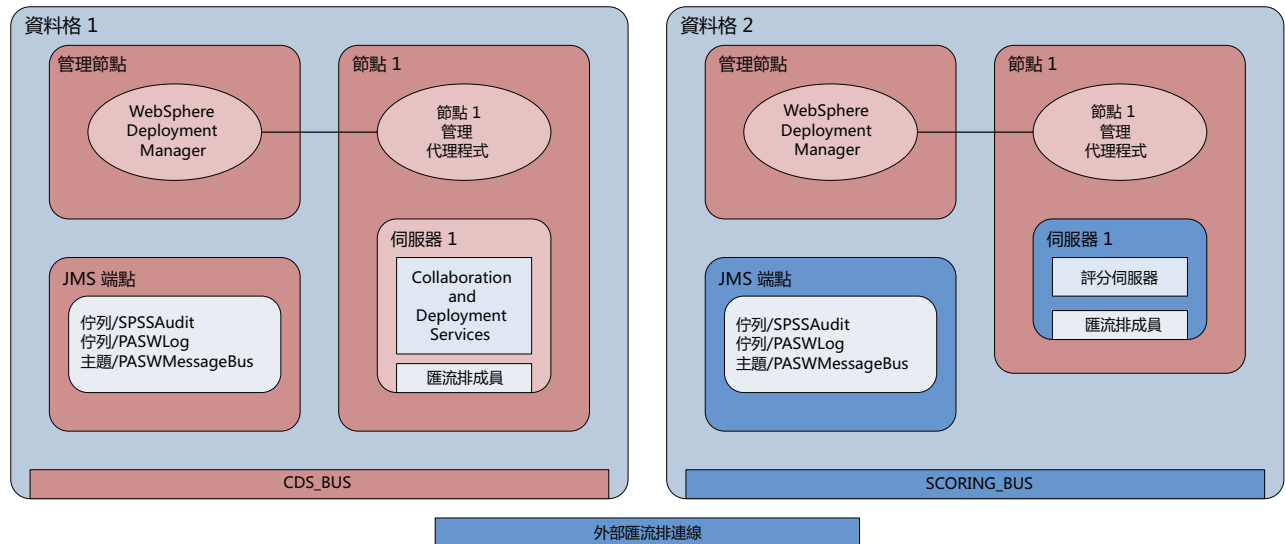 資料格 1
管理節點
WebSphere
Deployment
Manager
節點 1
節點 1
管理
代理程式
伺服器 1
Collaboration
and
Deployment
Services
匯流排成員
JMS 端點
佇列/SPSSAudit
佇列/PASWLog
主題/PASWMessageBus
CDS_BUS
資料格 2
管理節點
WebSphere
Deployment
Manager
節點 1
節點 1
管理
代理程式
伺服器 1
評分伺服器
匯流排成員
JMS 端點
佇列/SPSSAudit
佇列/PASWLog
主題/PASWMessageBus
SCORING_BUS
外部匯流排連線